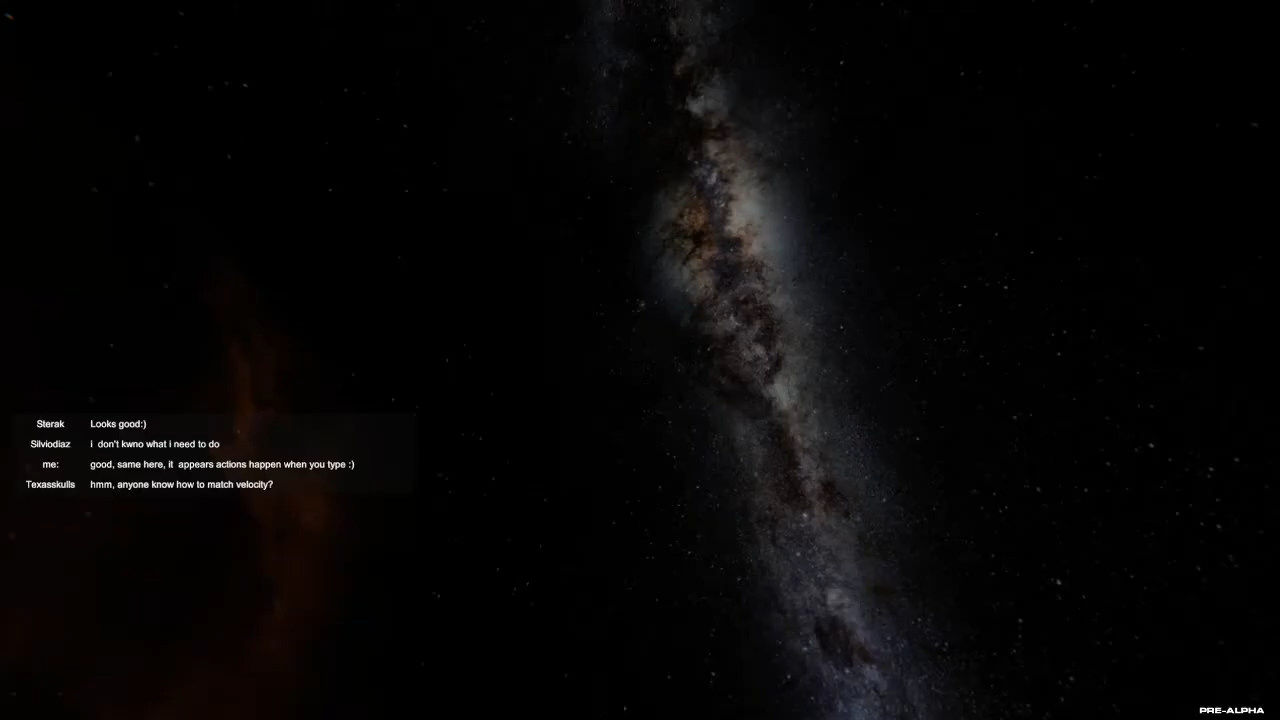 Sterak Looks good:)
Silviodiaz i  don't kwno what i need to do
me: good, same here, it  appears actions happen when you type :)
Texasskulls hmm, anyone know how to match velocity?
PRE-ALPHA